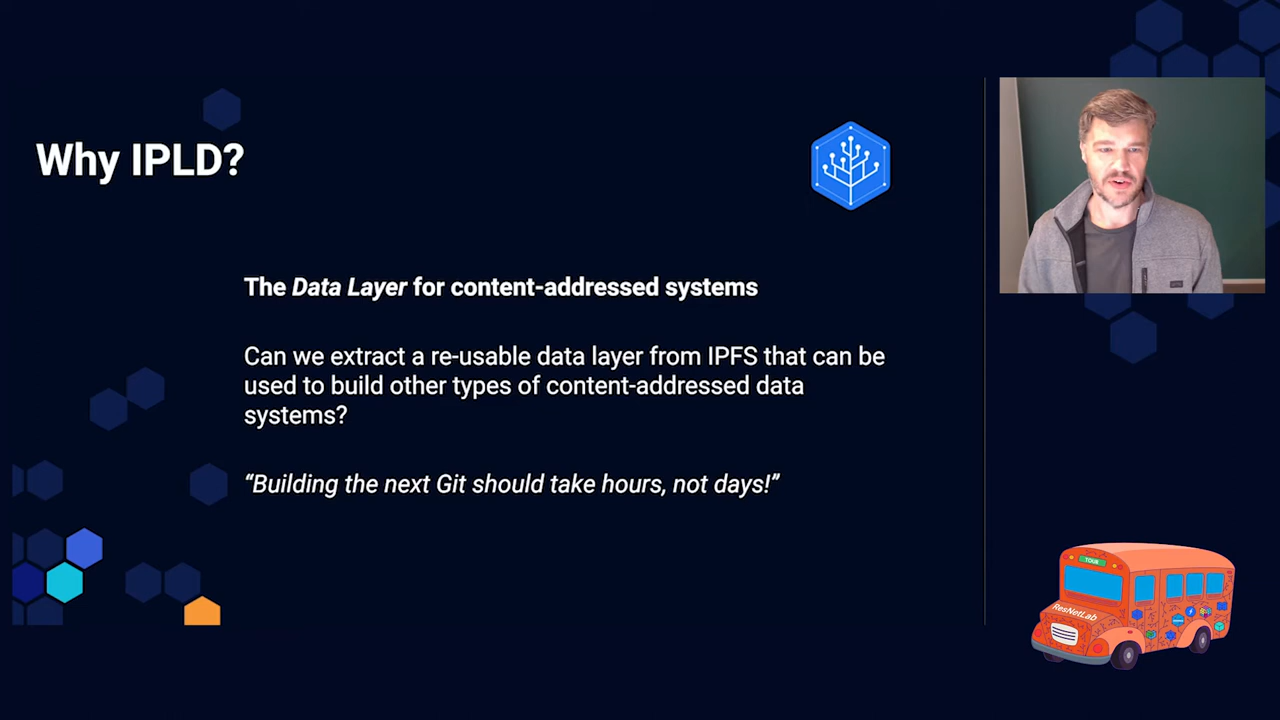 Why IPLD?
The Data Layer for content-addressed systems
Can we extract a re-usable data layer from IPFS that can be
used to build other types of content-addressed data
systems?
“Building the next Git should take hours, not days!”
TOUR
ResNetLab